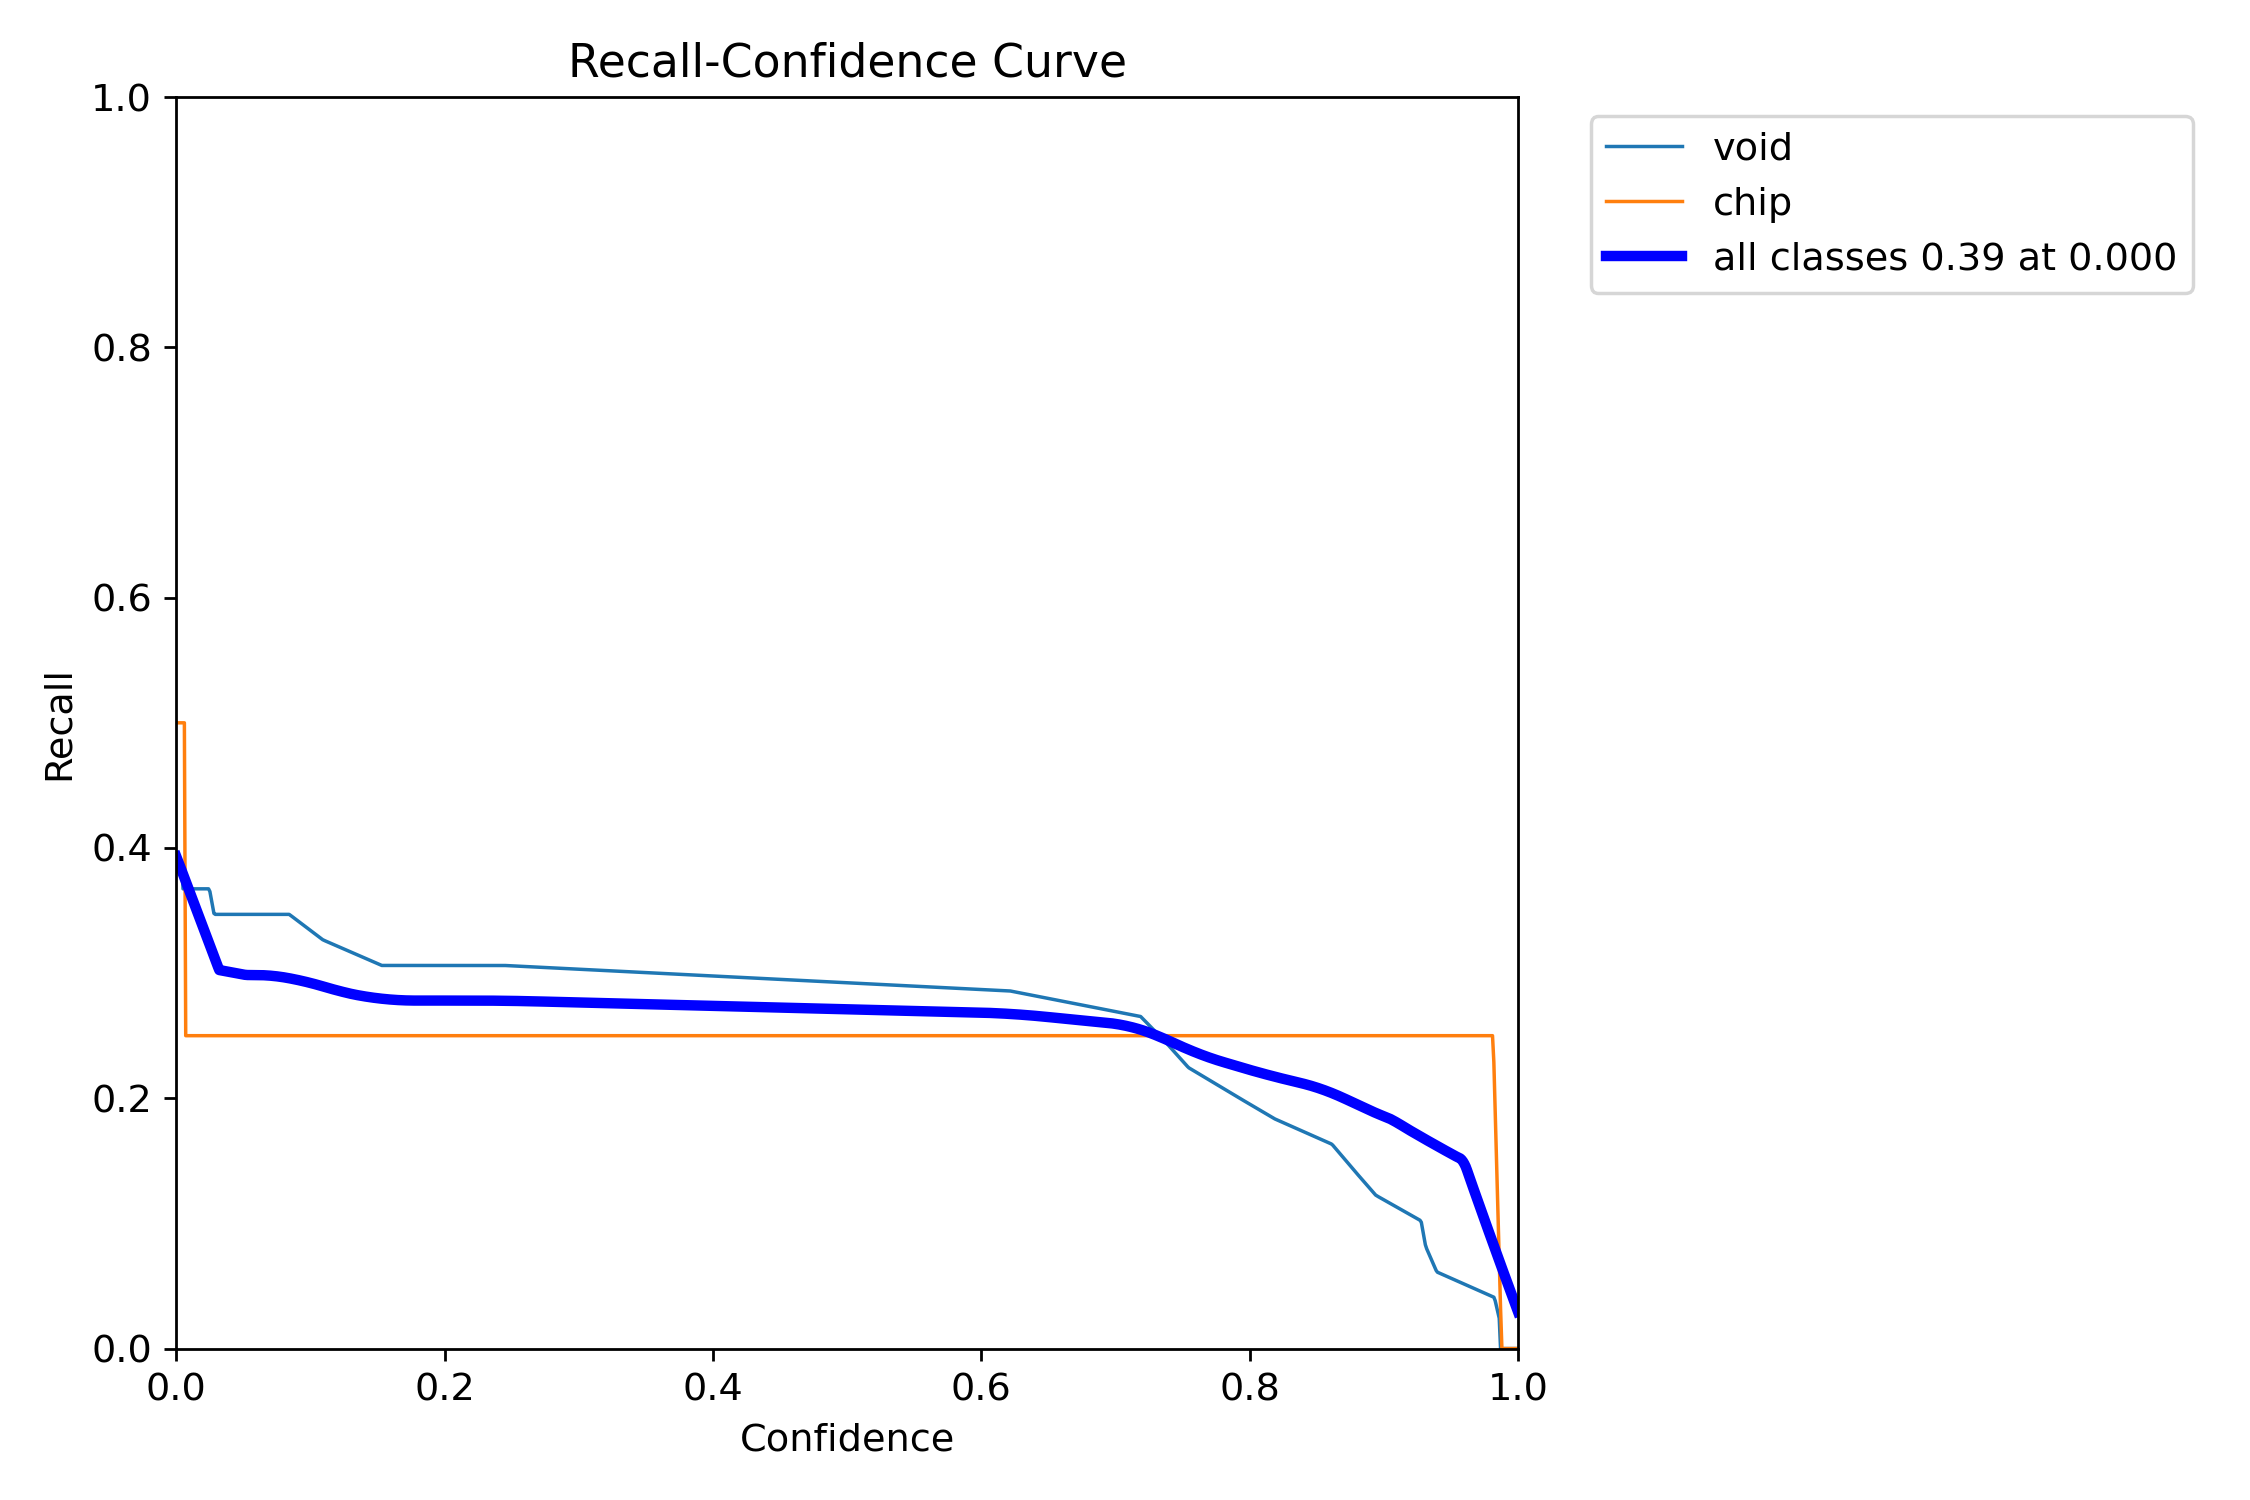 Recall-Confidence Curve
1.0
0.8
0.6
0.4
0.2
0.0
Recall
0.0 0.2 0.4 0.6 0.8 1.0
Confidence
void
chip
all classes 0.39 at 0.000